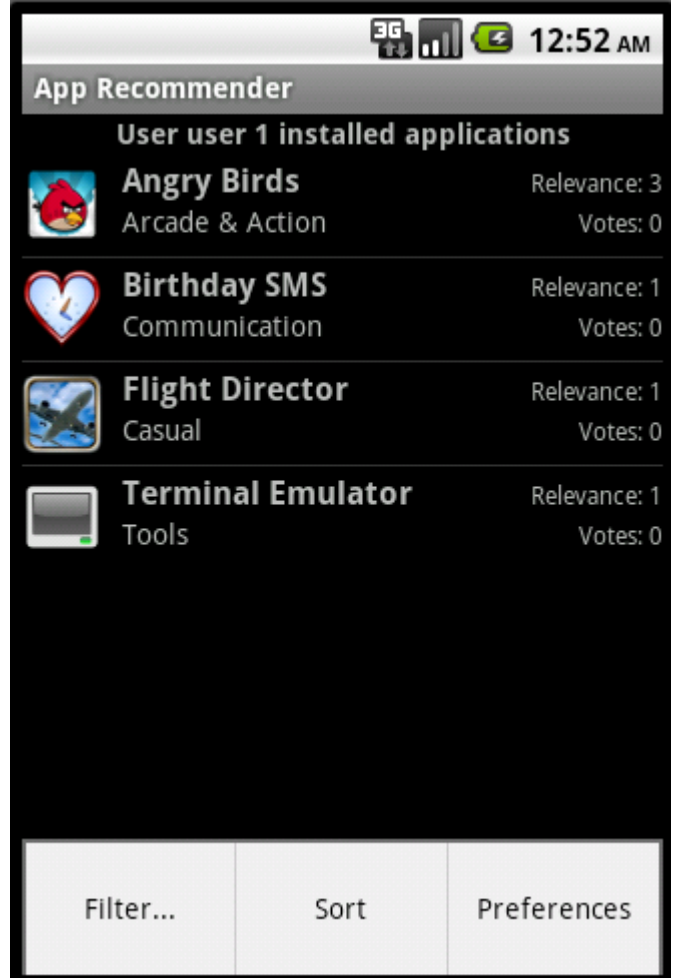 3G 12:52 AM
App Recommender
User user 1 installed applications
Angry Birds Relevance: 3
Arcade & Action Votes: 0
Birthday SMS Relevance: 1
Communication Votes: 0
Flight Director Relevance: 1
Casual Votes: 0
Terminal Emulator Relevance: 1
Tools Votes: 0
Filter... Sort Preferences